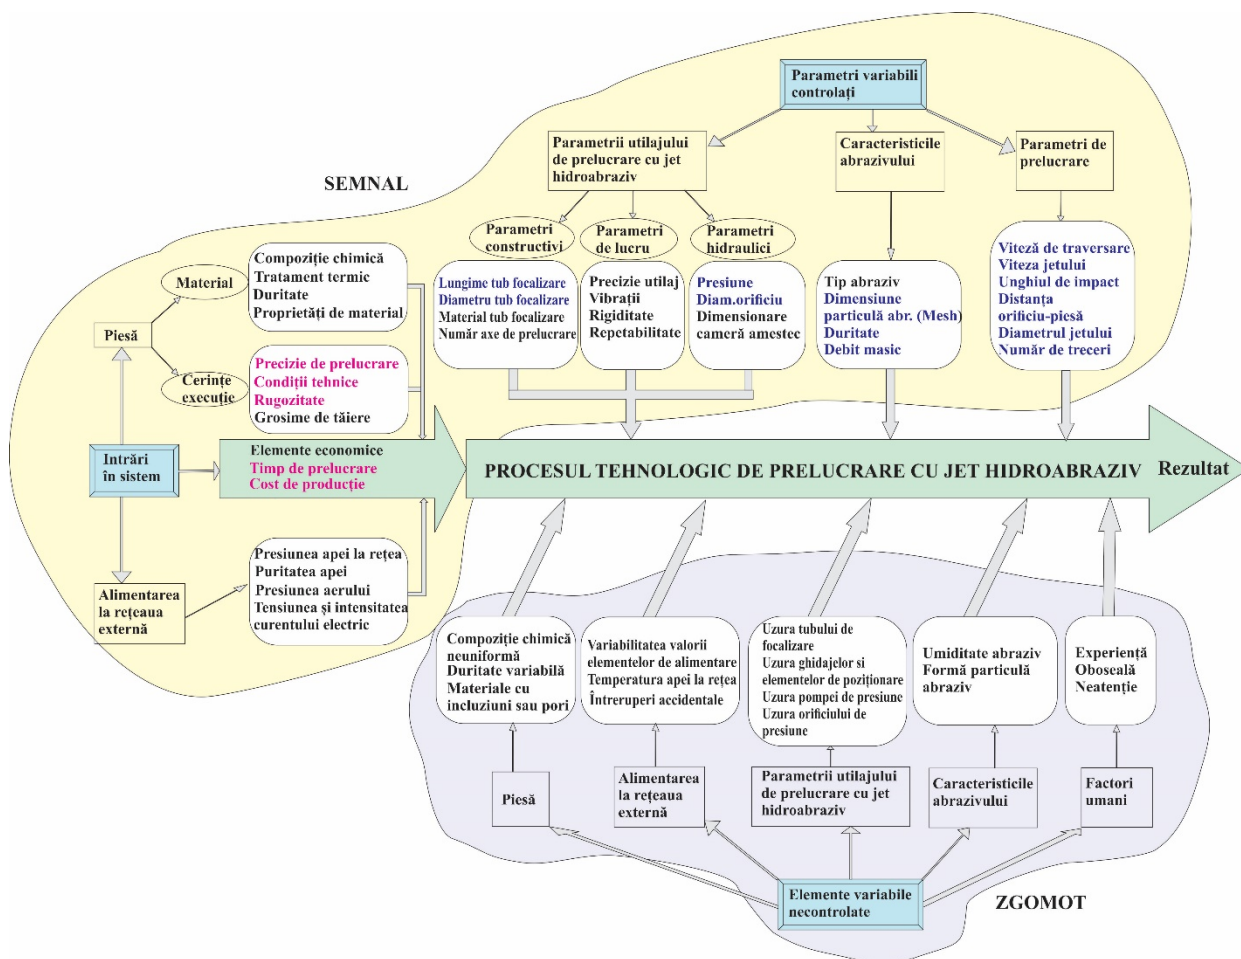 Parametri variabili
controlați
Parametrii utilajului
de prelucrare cu jet
hidroabraziv
Caracteristicile
abrazivului
Parametri de
prelucrare
SEMNAL
Parametri
constructivi
Parametri
de lucru
Parametri
hidraulici
Lungime tub focalizare
Diametru tub focalizare
Material tub focalizare
Număr axe de prelucrare
Precizie utilaj
Vibrații
Rigiditate
Repetabilitate
Presiune
Diam.orificiu
Dimensionare
cameră amestec
Tip abraziv
Dimensiune
particulă abr. (Mesh)
Duritate
Debit masic
Viteză de traversare
Viteza jetului
Unghiul de impact
Distanța
orificiu-piesă
Diametrul jetului
Număr de treceri
Material
Compoziție chimică
Tratament termic
Duritate
Proprietăți de material
Piesă
Cerințe
execuție
Precizie de prelucrare
Condiții tehnice
Rugozitate
Grosime de tăiere
Intrări
în sistem
Elemente economice
Timp de prelucrare
Cost de producție
PROCESUL TEHNOLOGIC DE PRELUCRARE CU JET HIDROABRAZIV
Rezultat
Alimentarea
la rețeaua
externă
Presiunea apei la rețea
Puritatea apei
Presiunea aerului
Tensiunea și intensitatea
curentului electric
Compoziție chimică
neuniformă
Duritate variabilă
Materiale cu
incluziuni sau pori
Variabilitatea valorii
elementelor de alimentare
Temperatura apei la rețea
Întreruperi accidentale
Uzura tubului de
focalizare
Uzura ghidajelor si
elementelor de poziționare
Uzura pompei de presiune
Uzura orificiului de
presiune
Umiditate abraziv
Formă particulă
abraziv
Experiență
Oboseală
Neatenție
Piesă
Alimentarea
la rețeaua
externă
Parametrii utilajului
de prelucrare cu jet
hidroabraziv
Caracteristicile
abrazivului
Factori
umani
Elemente variabile
necontrolate
ZGOMOT